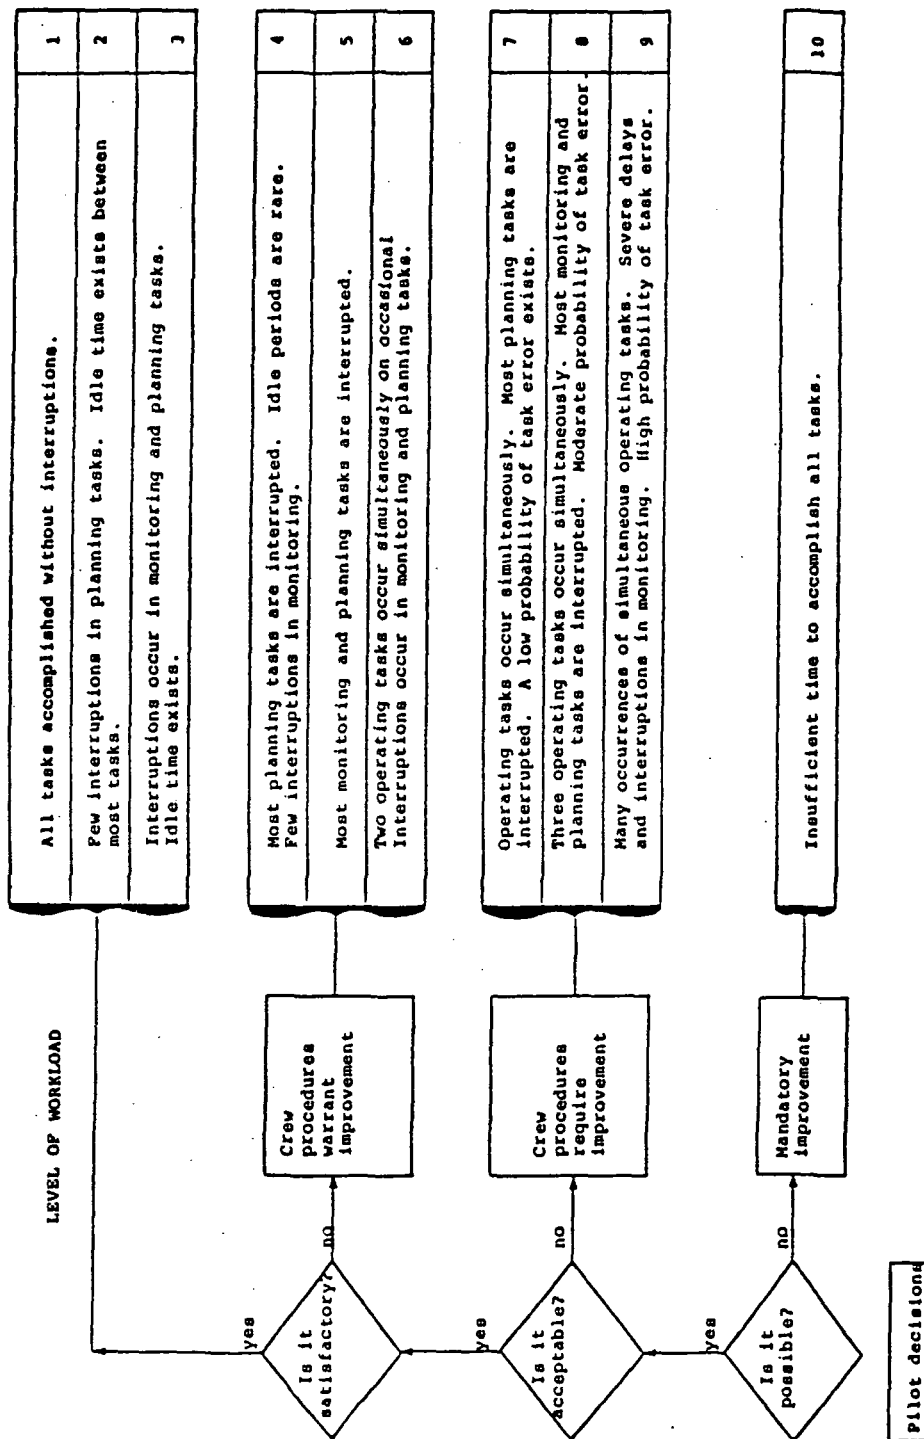 LEVEL OF WORKLOAD
All tasks accomplished without interruptions.
1
Few interruptions in planning tasks. Idle time exists between
most tasks.
2
Interruptions occur in monitoring and planning tasks.
Idle time exists.
3
yes
Is it
satisfactory?
no
Crew
procedures
warrant
improvement
Most planning tasks are interrupted. Idle periods are rare.
Few interruptions in monitoring.
4
Most monitoring and planning tasks are interrupted.
5
Two operating tasks occur simultaneously on occasional
Interruptions occur in monitoring and planning tasks.
6
yes
Is it
acceptable?
no
Crew
procedures
require
improvement
Operating tasks occur simultaneously. Most planning tasks are
interrupted. A low probability of task error exists.
7
Three operating tasks occur simultaneously. Most monitoring and
planning tasks are interrupted. Moderate probability of task error.
8
Many occurrences of simultaneous operating tasks. Severe delays
and interruptions in monitoring. High probability of task error.
9
yes
Is it
possible?
no
Mandatory
improvement
Insufficient time to accomplish all tasks.
10
Pilot decisions